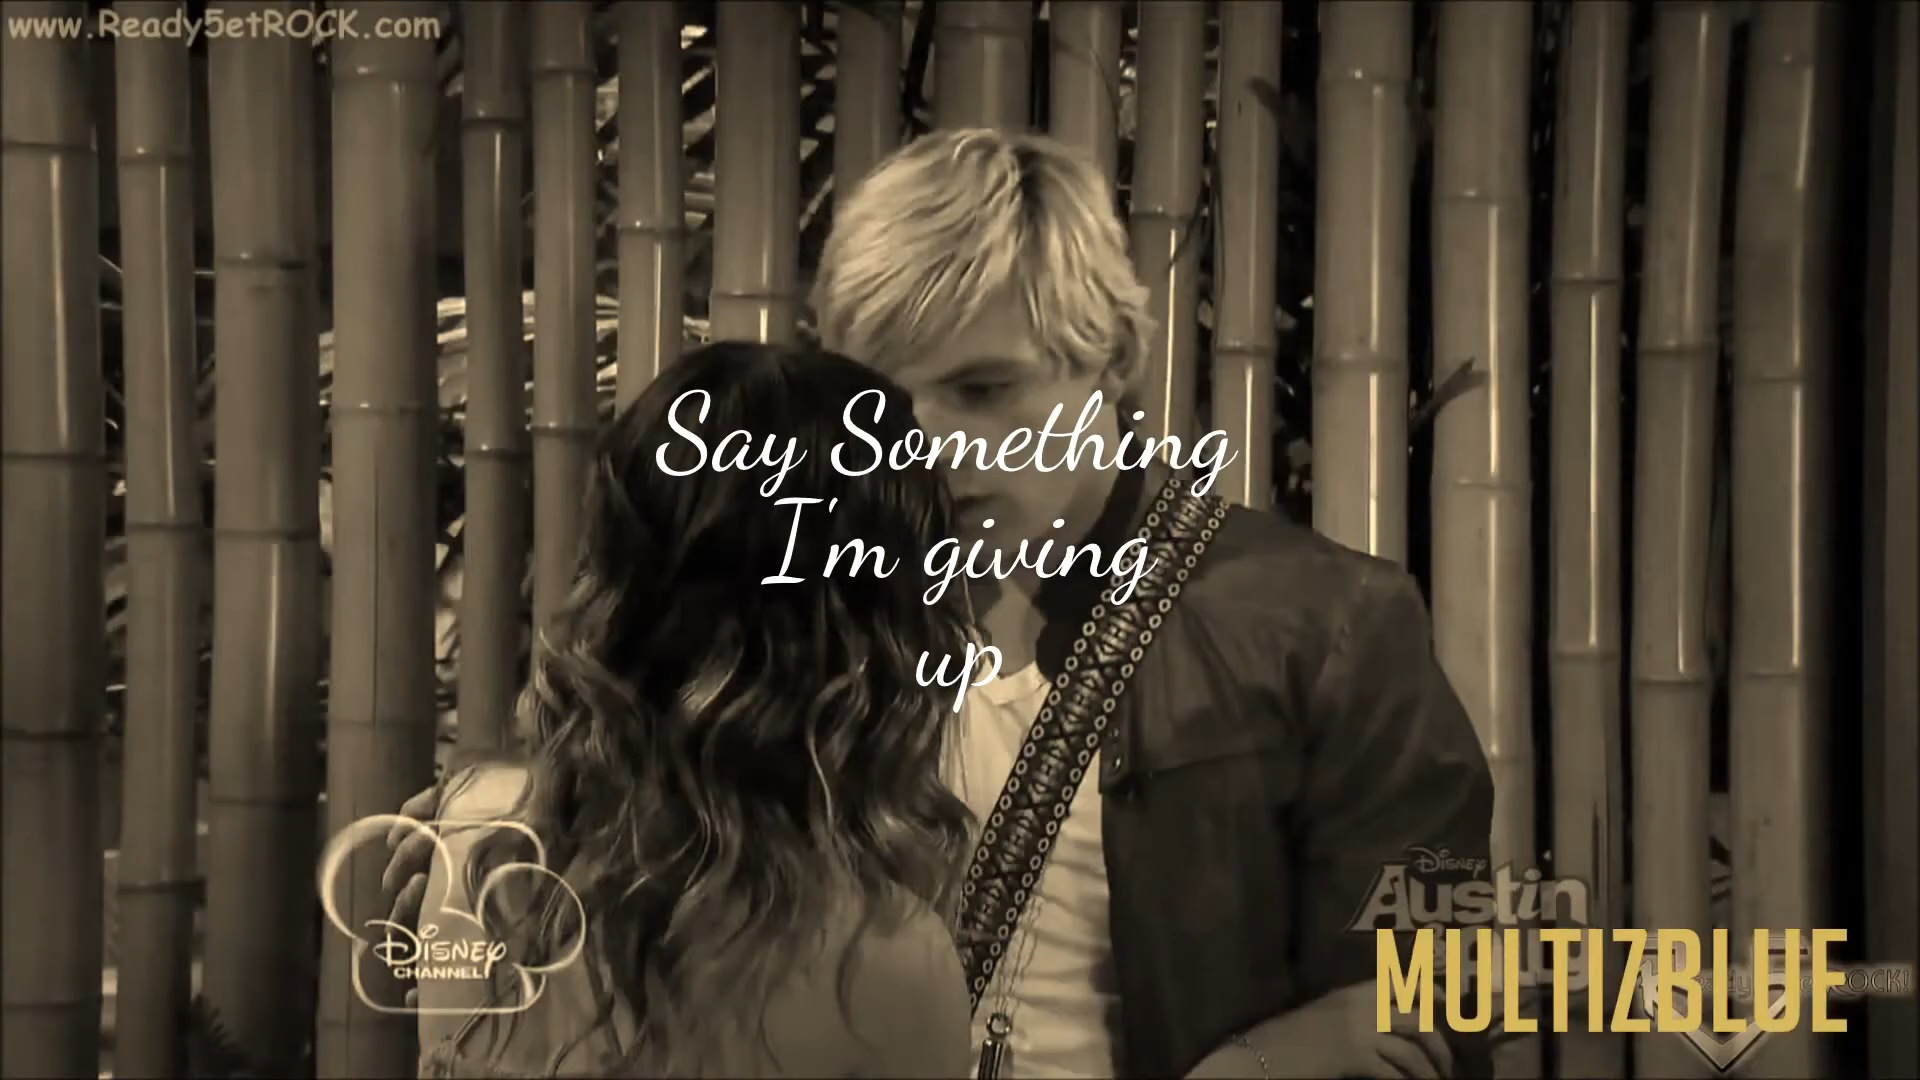 www.Ready5etROCK.com
Say Something
I'm giving
up
Disney
Channel
Disney
Austin
MULTIZBLUE